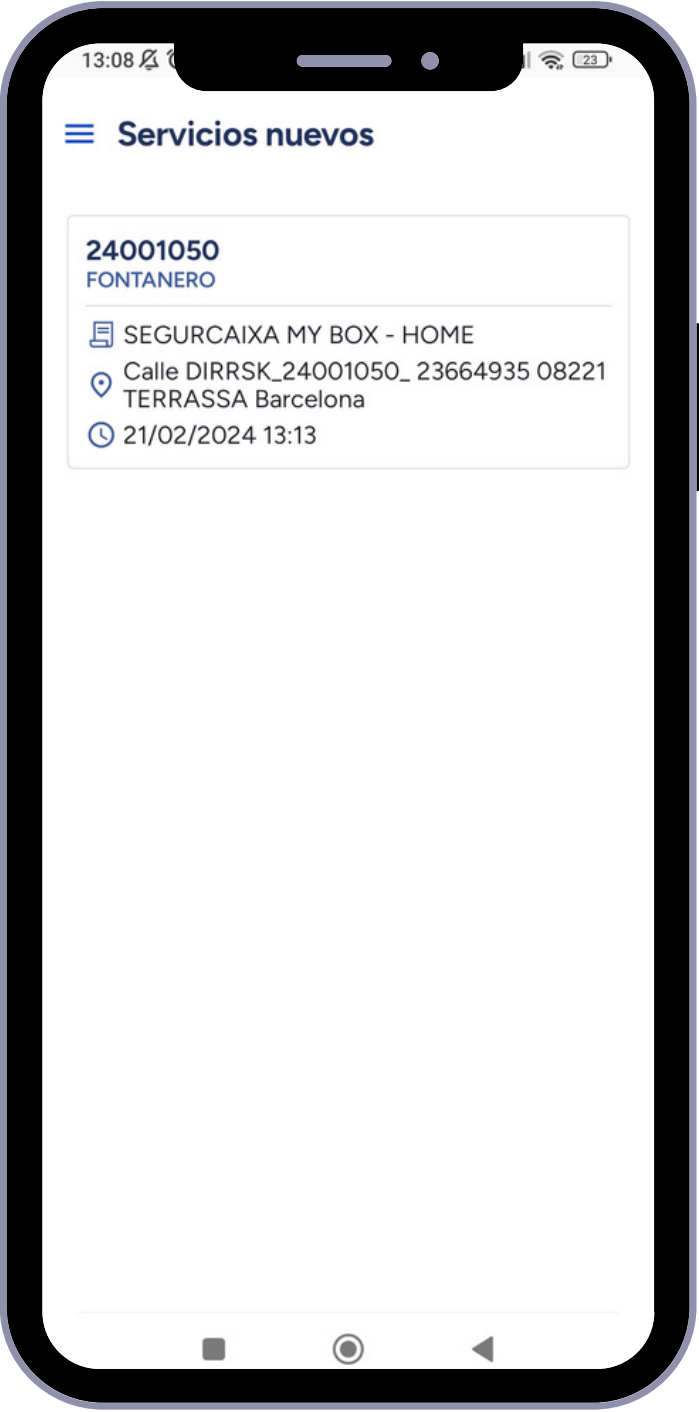 13:08
23
Servicios nuevos
24001050
FONTANERO
SEGURCAIXA MY BOX - HOME
Calle DIRRSK_24001050_ 23664935 08221
TERRASSA Barcelona
21/02/2024 13:13